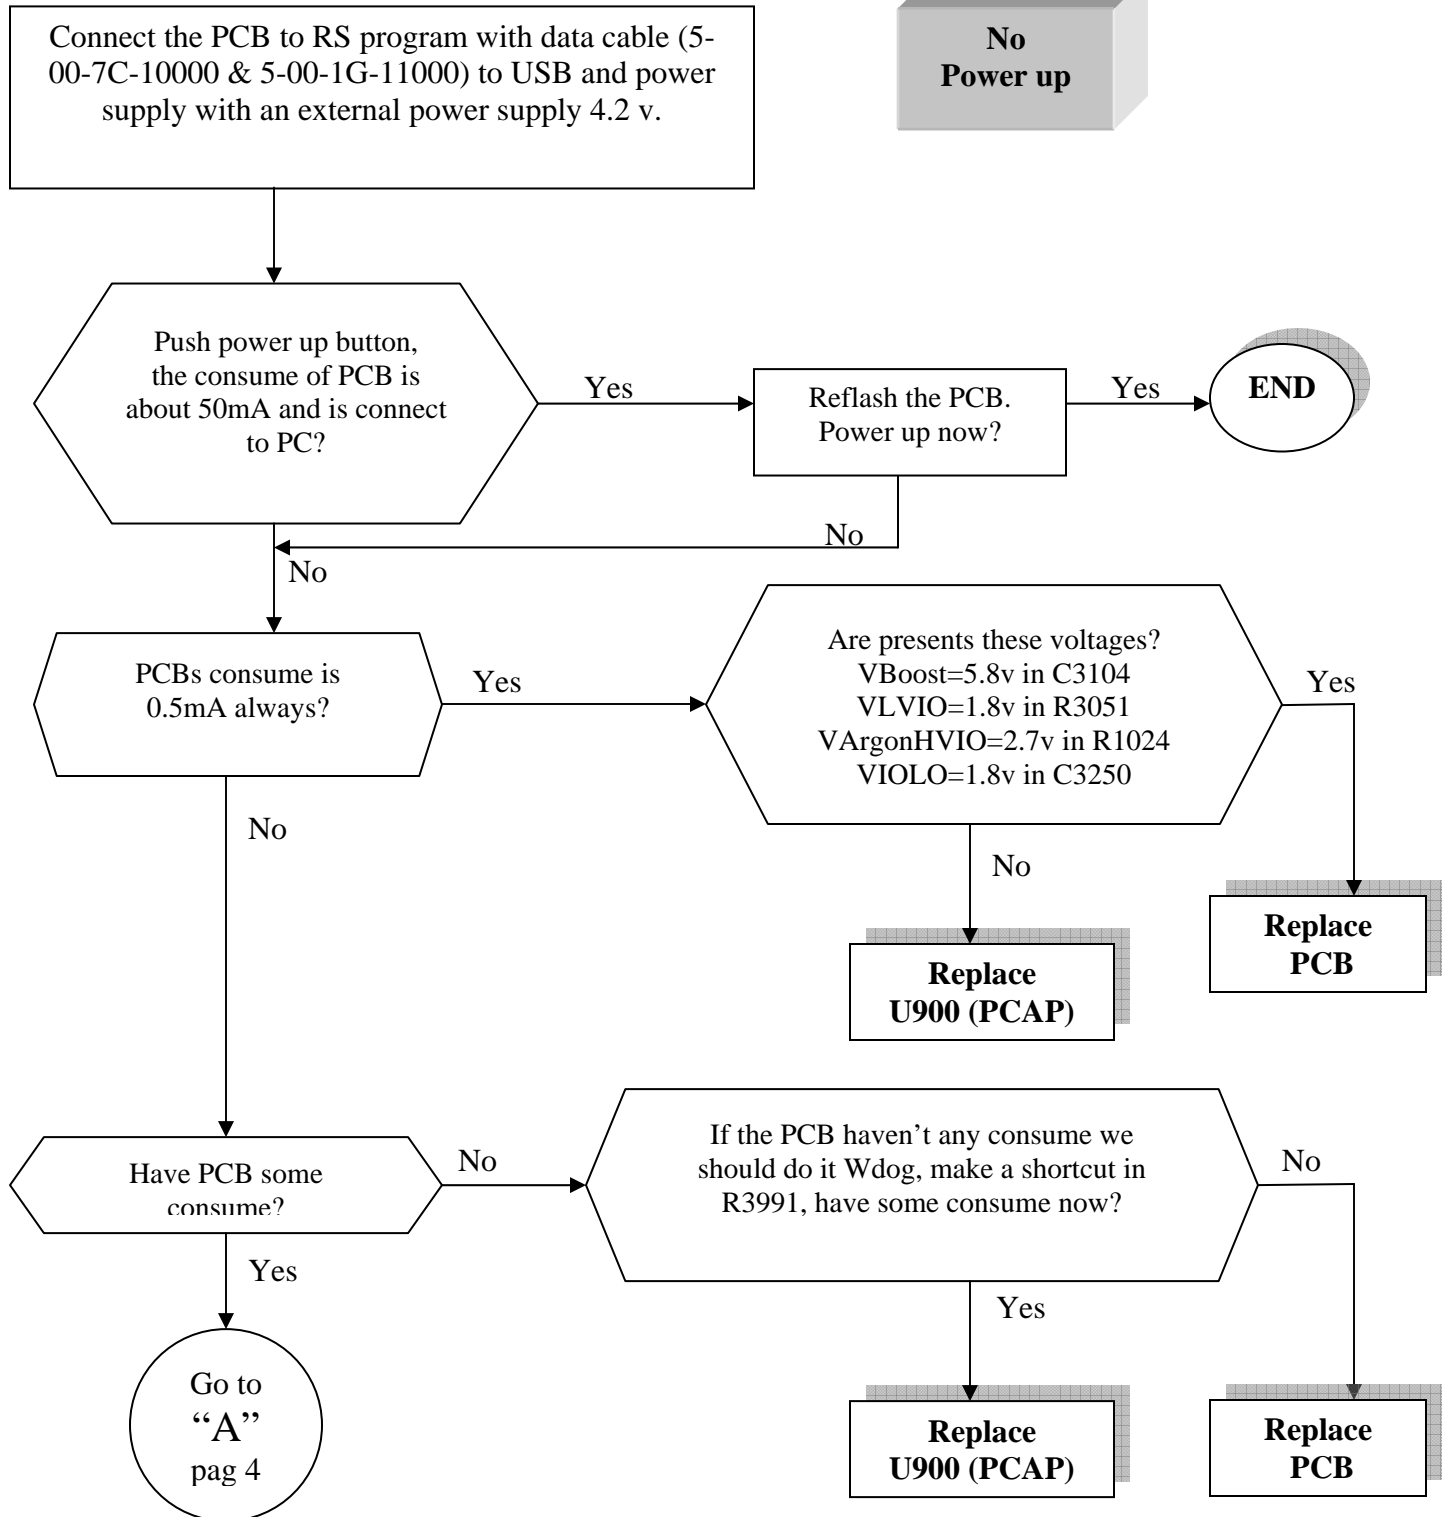 Connect the PCB to RS program with data cable (5-
00-7C-10000 & 5-00-1G-11000) to USB and power
supply with an external power supply 4.2 v.
No
Power up
Push power up button,
the consume of PCB is
about 50mA and is connect
to PC?
Yes
Reflash the PCB.
Power up now?
Yes
END
No
No
PCBs consume is
0.5mA always?
Yes
Are presents these voltages?
VBoost=5.8v in C3104
VLVIO=1.8v in R3051
VArgonHVIO=2.7v in R1024
VIOLO=1.8v in C3250
Yes
No
No
Replace
U900 (PCAP)
Replace
PCB
Have PCB some
consume?
No
If the PCB haven’t any consume we
should do it Wdog, make a shortcut in
R3991, have some consume now?
No
Yes
Yes
Go to
“A”
pag 4
Replace
U900 (PCAP)
Replace
PCB